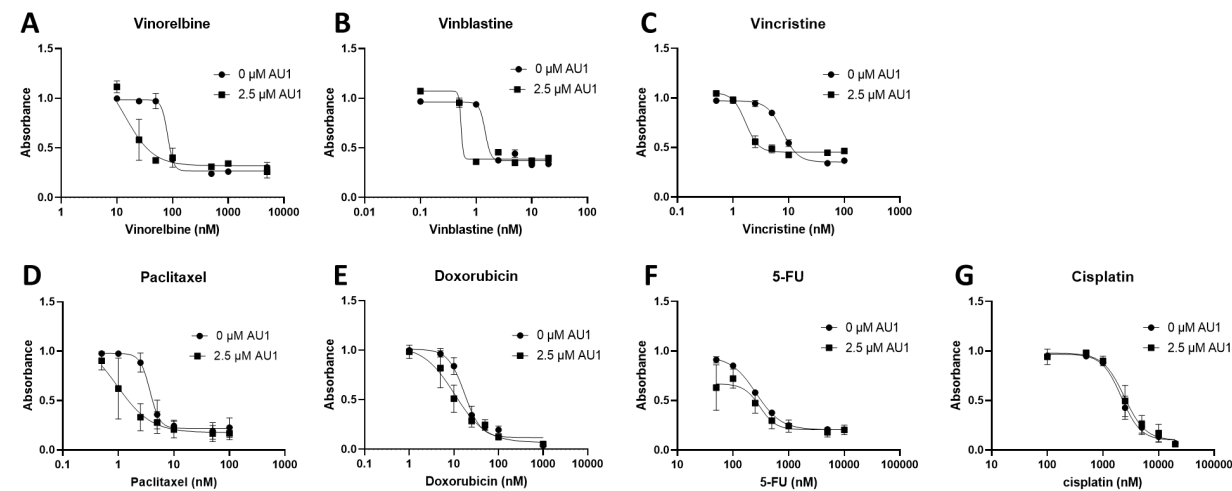 A
Vinorelbine
1.5
1.0
0.5
0.0
Absorbance
0 µM AU1
2.5 µM AU1
1
10
100
1000
10000
Vinorelbine (nM)
B
Vinblastine
1.5
1.0
0.5
0.0
Absorbance
0 µM AU1
2.5 µM AU1
0.01
0.1
1
10
100
Vinblastine (nM)
C
Vincristine
1.5
1.0
0.5
0.0
Absorbance
0 µM AU1
2.5 µM AU1
0.1
1
10
100
1000
Vincristine (nM)
D
Paclitaxel
1.5
1.0
0.5
0.0
Absorbance
0 µM AU1
2.5 µM AU1
0.1
1
10
100
1000
Paclitaxel (nM)
E
Doxorubicin
1.5
1.0
0.5
0.0
Absorbance
0 µM AU1
2.5 µM AU1
0.1
1
10
100
1000
10000
Doxorubicin (nM)
F
5-FU
1.5
1.0
0.5
0.0
Absorbance
0 µM AU1
2.5 µM AU1
10
100
1000
10000
100000
5-FU (nM)
G
Cisplatin
1.5
1.0
0.5
0.0
Absorbance
0 µM AU1
2.5 µM AU1
10
100
1000
10000
100000
cisplatin (nM)